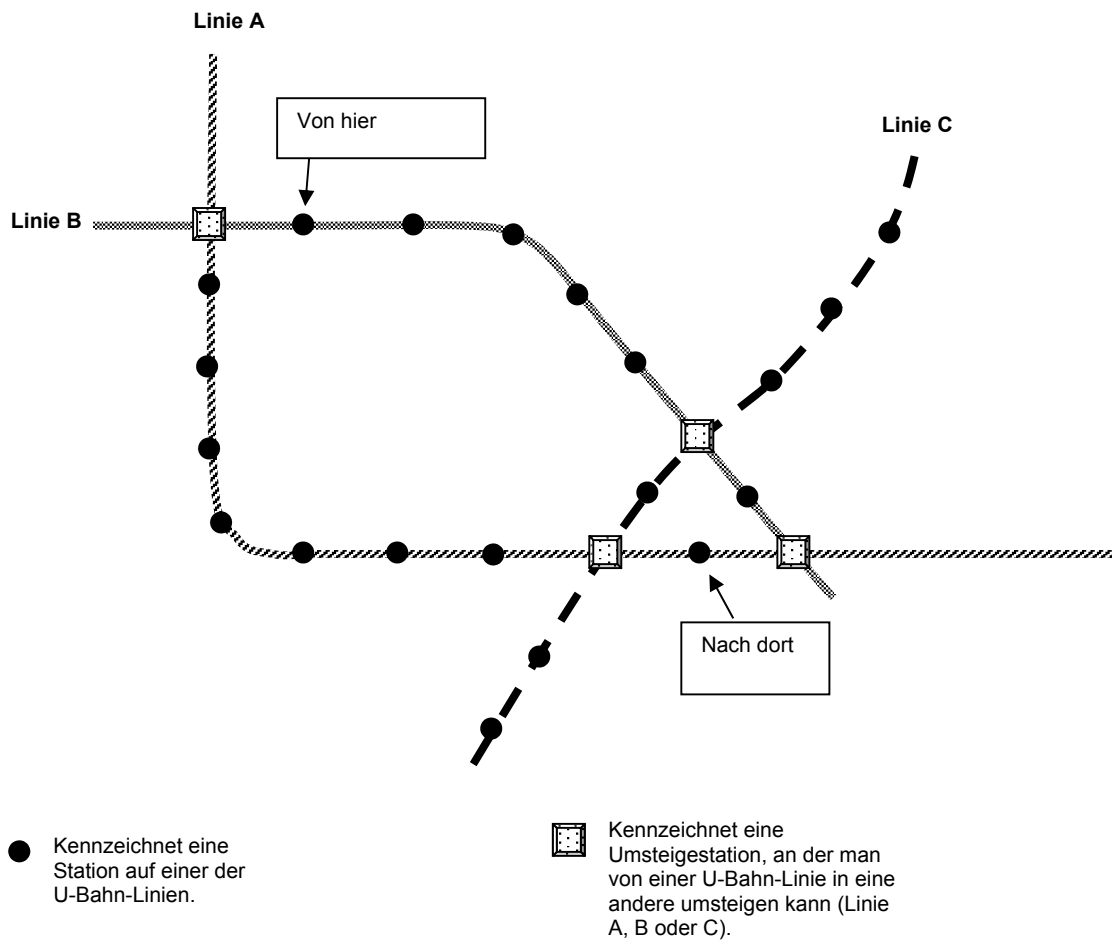 Linie A
Von hier
Linie C
Linie B
Nach dort
Kennzeichnet eine
Station auf einer der
U-Bahn-Linien.
Kennzeichnet eine
Umsteigestation, an der man
von einer U-Bahn-Linie in eine
andere umsteigen kann (Linie
A, B oder C).